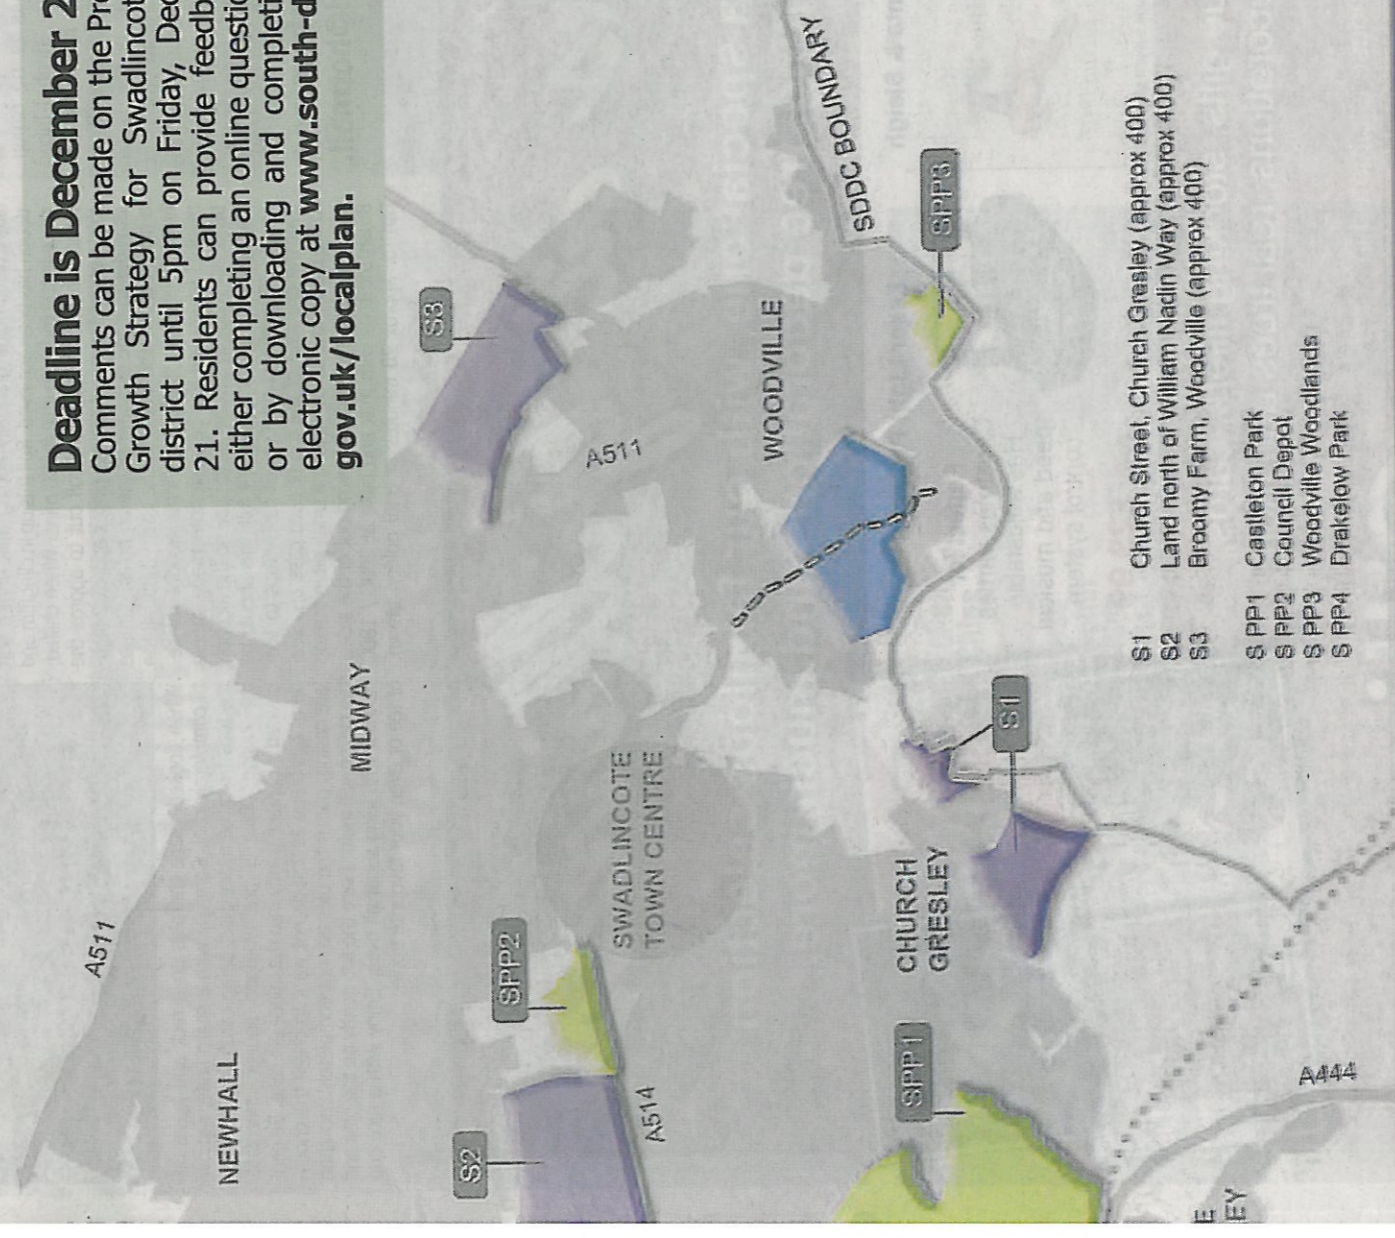 Deadline is December 2
Comments can be made on the Pr
Growth Strategy for Swadlincot
district until 5pm on Friday, Dec
21. Residents can provide feedb
either completing an online questio
or by downloading and completi
electronic copy at www.south-d
gov.uk/localplan.
A511
NEWHALL
MIDWAY
S3
A511
S2
SPP2
A514
SWADLINCOTE
TOWN CENTRE
WOODVILLE
SDDC BOUNDARY
SPP3
CHURCH
GRESLEY
SPP1
S1
A444
E
EY
S1 Church Street, Church Gresley (approx 400)
S2 Land north of William Nadin Way (approx 400)
S3 Broomy Farm, Woodville (approx 400)
S PP1 Castleton Park
S PP2 Council Depot
S PP3 Woodville Woodlands
S PP4 Drakelow Park